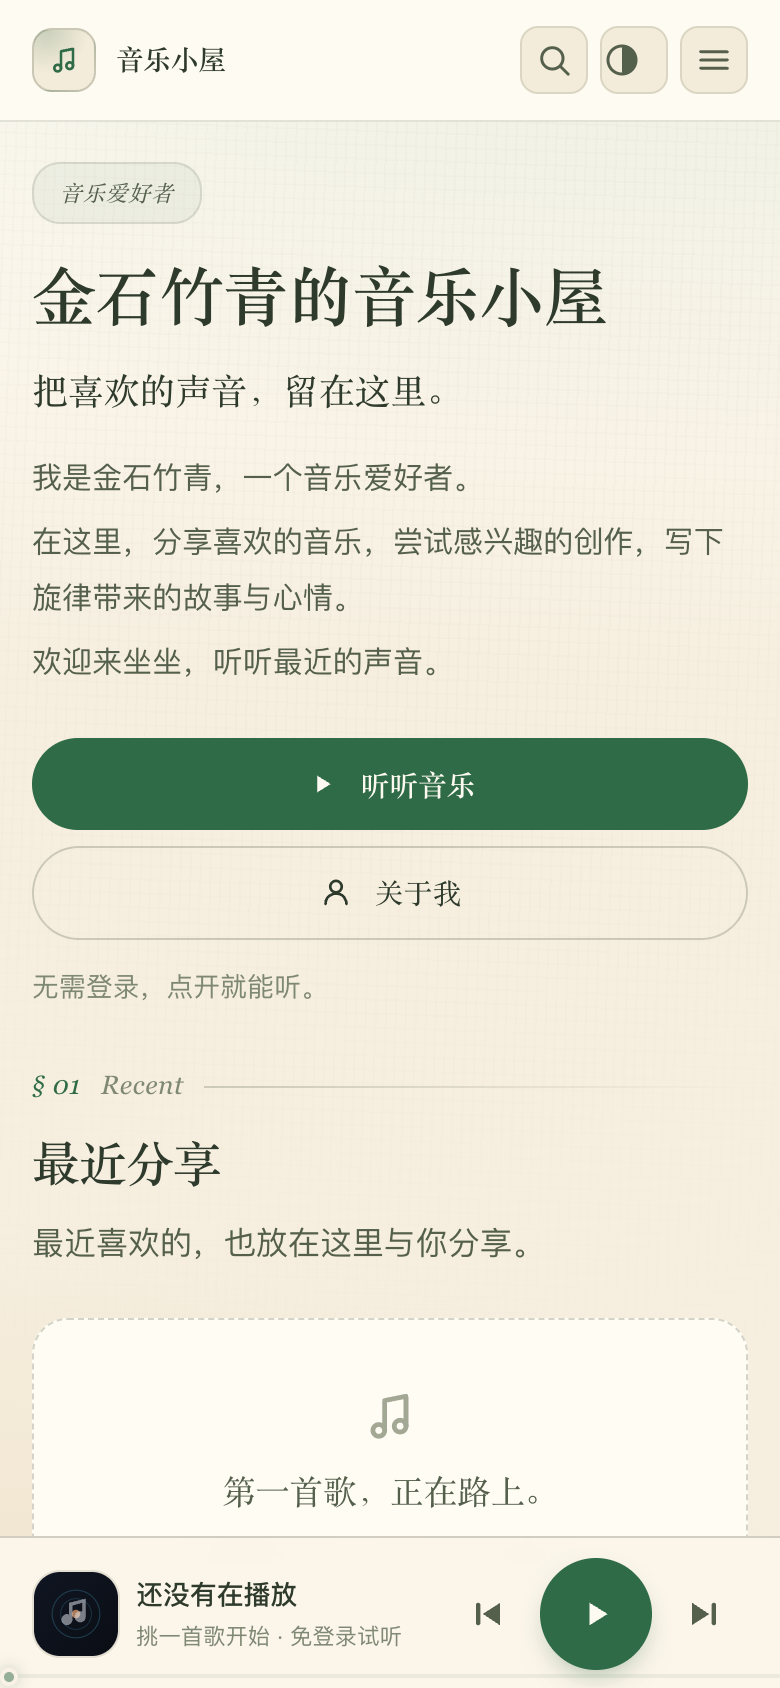 音乐小屋
音乐爱好者
金石竹青的音乐小屋
把喜欢的声音，留在这里。
我是金石竹青，一个音乐爱好者。
在这里，分享喜欢的音乐，尝试感兴趣的创作，写下
旋律带来的故事与心情。
欢迎来坐坐，听听最近的声音。
听听音乐
关于我
无需登录，点开就能听。
§ 01 Recent
最近分享
最近喜欢的，也放在这里与你分享。
第一首歌，正在路上。
还没有在播放
挑一首歌开始 · 免登录试听